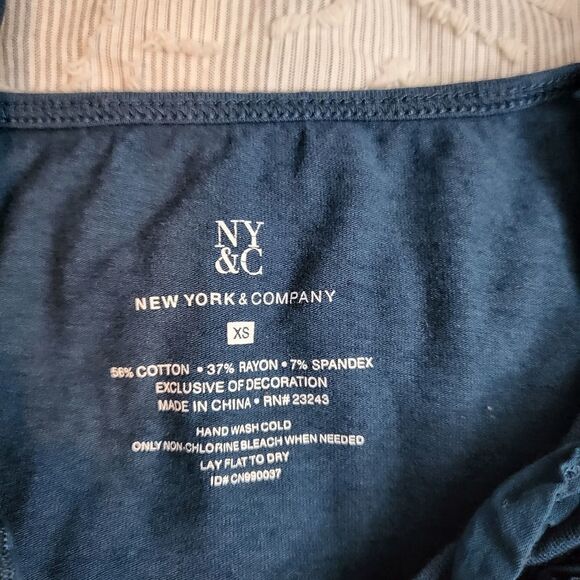 NY
&C
NEW YORK & COMPANY
XS
56% COTTON • 37% RAYON • 7% SPANDEX
EXCLUSIVE OF DECORATION
MADE IN CHINA • RN# 23243
HAND WASH COLD
ONLY NON-CHLORINE BLEACH WHEN NEEDED
LAY FLAT TO DRY
ID# CN990037